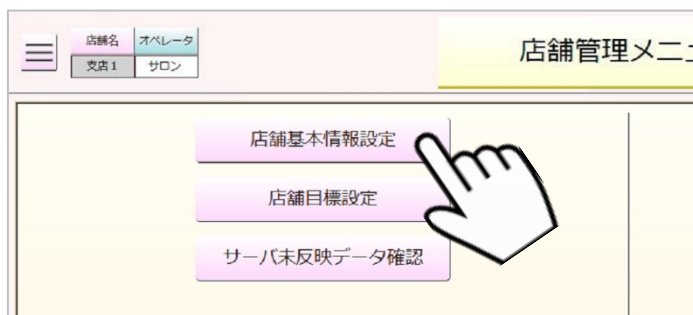 店舗名 オペレータ
支店1 サロン
店舗管理メニュ
店舗基本情報設定
店舗目標設定
サーバ未反映データ確認